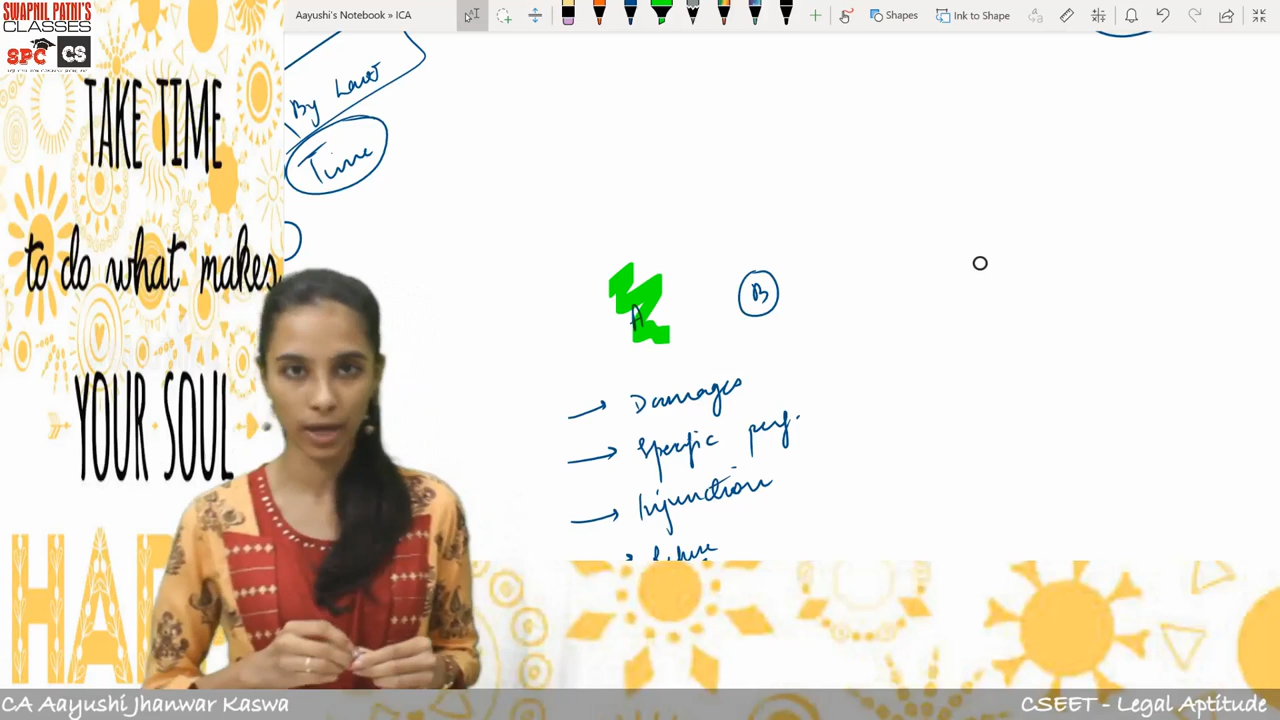 SWAPNIL PATNI'S
CLASSES
SPC CS
TAKE TIME
to do what makes
YOUR SOUL
HAP
Aayushi's Notebook » ICA
Shapes
Ink to Shape
By Law
Time
A
B
Damages
Specific perf.
Injunction
CA Aayushi Jhanwar Kaswa
CSEET - Legal Aptitude